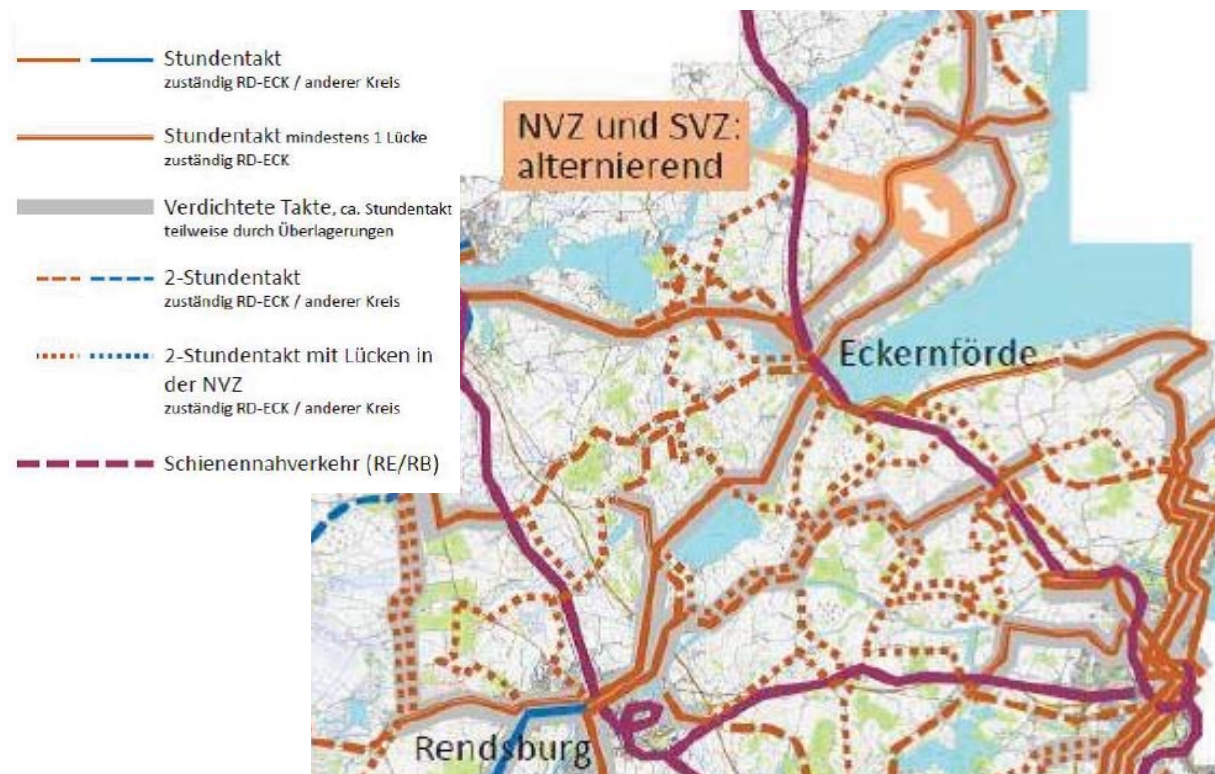 Stundentakt
zuständig RD-ECK / anderer Kreis
Stundentakt mindestens 1 Lücke
zuständig RD-ECK
Verdichtete Takte, ca. Stundentakt
teilweise durch Überlagerungen
2-Stundentakt
zuständig RD-ECK / anderer Kreis
2-Stundentakt mit Lücken in
der NVZ
zuständig RD-ECK / anderer Kreis
Schienennahverkehr (RE/RB)
NVZ und SVZ:
alternierend
Eckernförde
Rendsburg